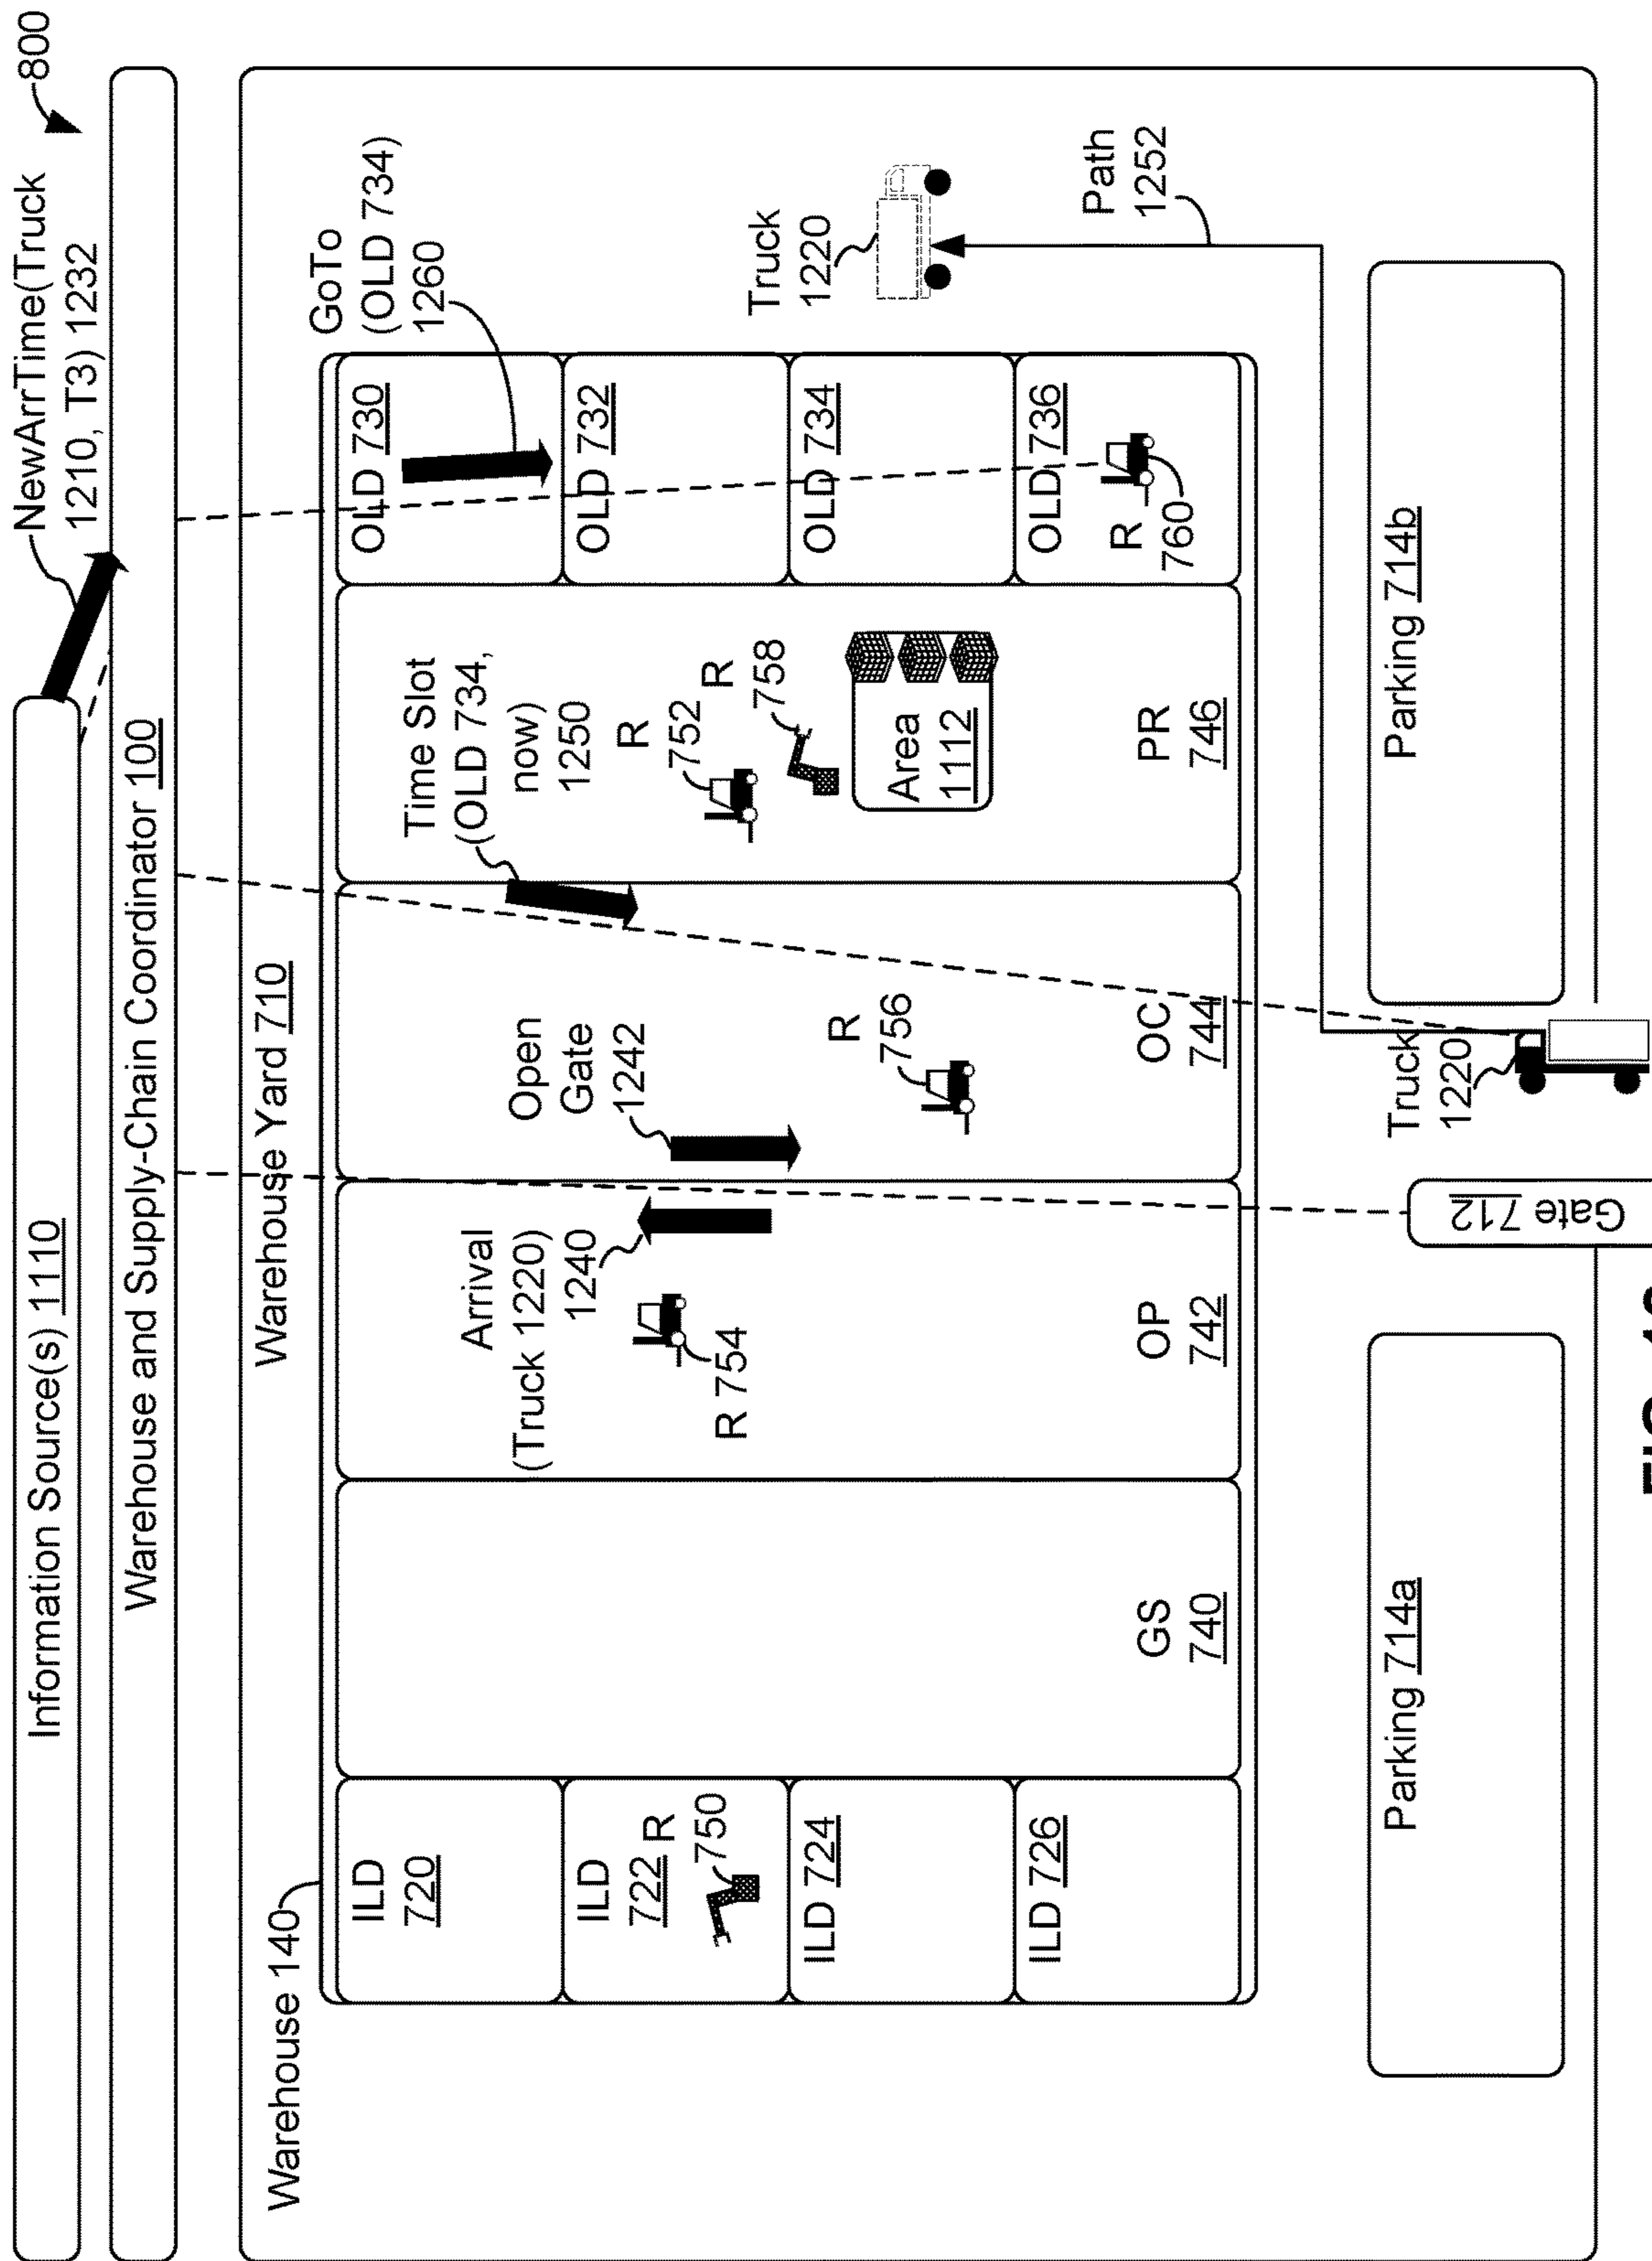 Information Source(s) 1110
NewArrTime(Truck
1210, T3) 1232
800
Warehouse and Supply-Chain Coordinator 100
Warehouse Yard 710
Warehouse 140
ILD
720
ILD
722
R
750
ILD 724
ILD 726
GS
740
Arrival
(Truck 1220)
1240
R 754
OP
742
Open
Gate
1242
R
756
OC
744
Time Slot
(OLD 734,
now)
1250
R
752
R
758
Area
1112
PR
746
OLD 730
OLD 732
OLD 734
OLD 736
R
760
GoTo
(OLD 734)
1260
Truck
1220
Path
1252
Parking 714a
Gate 712
Truck
1220
Parking 714b